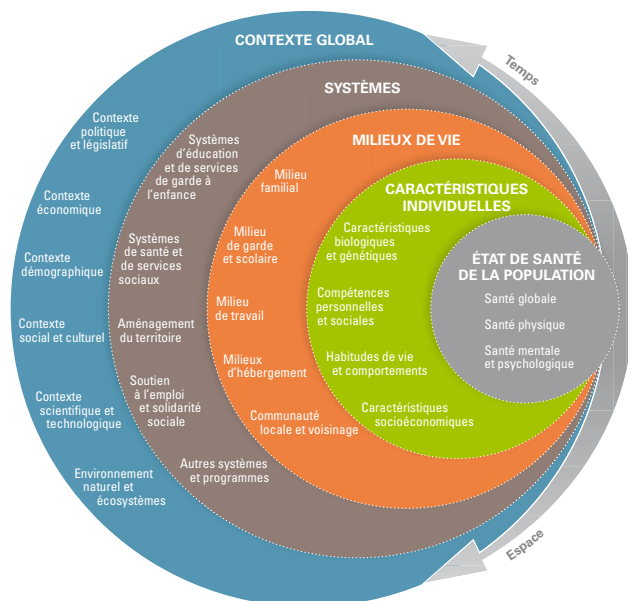 CONTEXTE GLOBAL
Contexte
politique
et législatif
Contexte
économique
Contexte
démographique
Contexte
social et culturel
Contexte
scientifique et
technologique
Environnement
naturel et
écosystèmes
SYSTÈMES
Systèmes
d'éducation
et de services
de garde à
l'enfance
Systèmes
de santé et
de services
sociaux
Aménagement
du territoire
Soutien
à l'emploi
et solidarité
sociale
Autres systèmes
et programmes
MILIEUX DE VIE
Milieu
familial
Milieu
de garde
et scolaire
Milieu
de travail
Milieux
d'hébergement
Communauté
locale et voisinage
CARACTÉRISTIQUES
INDIVIDUELLES
Caractéristiques
biologiques
et génétiques
Compétences
personnelles
et sociales
Habitudes de vie
et comportements
Caractéristiques
socioéconomiques
ÉTAT DE SANTÉ
DE LA POPULATION
Santé globale
Santé physique
Santé mentale
et psychologique
Temps
Espace